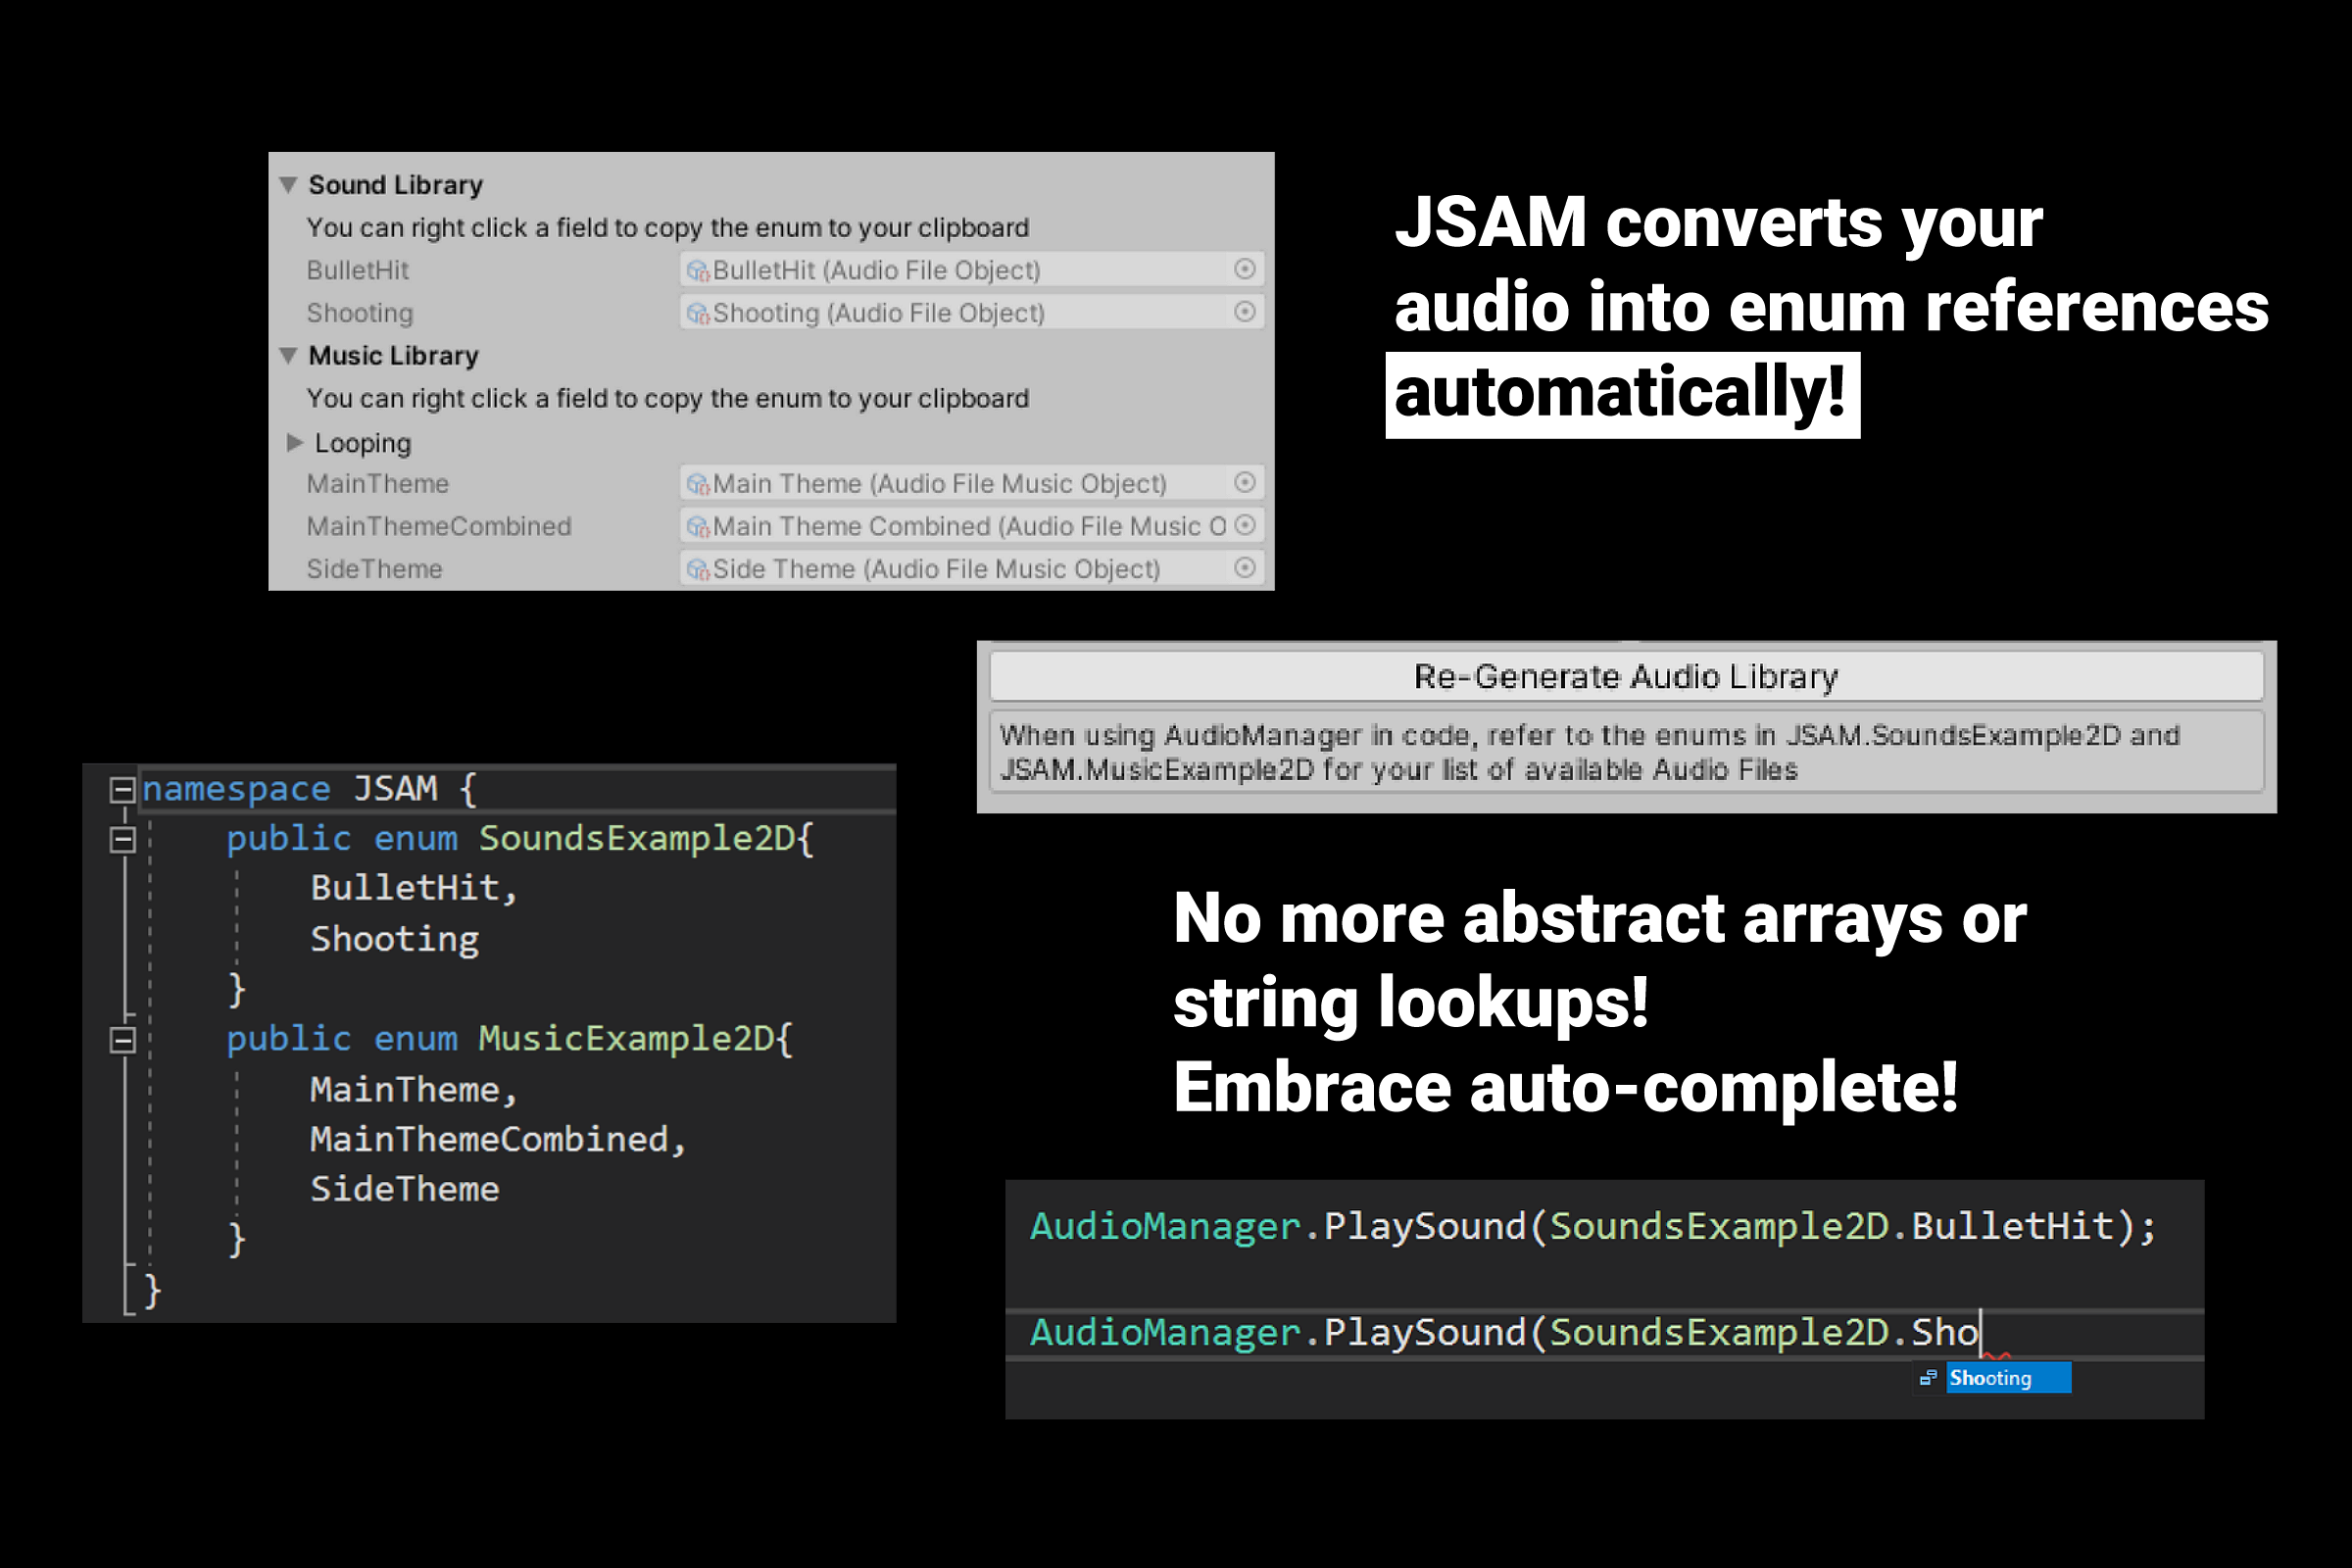 Sound Library
You can right click a field to copy the enum to your clipboard
BulletHit BulletHit (Audio File Object)
Shooting Shooting (Audio File Object)
Music Library
You can right click a field to copy the enum to your clipboard
Looping
MainTheme Main Theme (Audio File Music Object)
MainThemeCombined Main Theme Combined (Audio File Music O
SideTheme Side Theme (Audio File Music Object)
JSAM converts your
audio into enum references
automatically!
Re-Generate Audio Library
When using AudioManager in code, refer to the enums in JSAM.SoundsExample2D and
JSAM.MusicExample2D for your list of available Audio Files
namespace JSAM {
public enum SoundsExample2D{
BulletHit,
Shooting
}
public enum MusicExample2D{
MainTheme,
MainThemeCombined,
SideTheme
}
}
No more abstract arrays or
string lookups!
Embrace auto-complete!
AudioManager.PlaySound(SoundsExample2D.BulletHit);
AudioManager.PlaySound(SoundsExample2D.Sho
Shooting